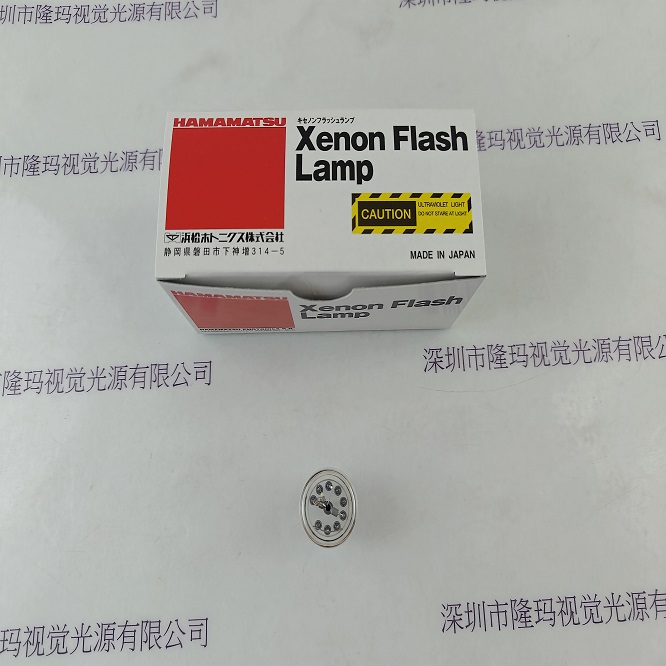 深圳市隆玛视觉光源有限公司
HAMAMATSU
キセノンフラッシュランプ
Xenon Flash
Lamp
CAUTION
ULTRAVIOLET LIGHT
DO NOT STARE AT LIGHT
浜松ホトニクス株式会社
静岡県磐田市下神増314-5
MADE IN JAPAN
HAMAMATSU
Xenon Flash
Lamp
市隆玛视觉光源有限公司
深圳市隆玛视觉光源有限公司
深圳市隆玛视觉光源有限公司
玛视觉光源有限公司